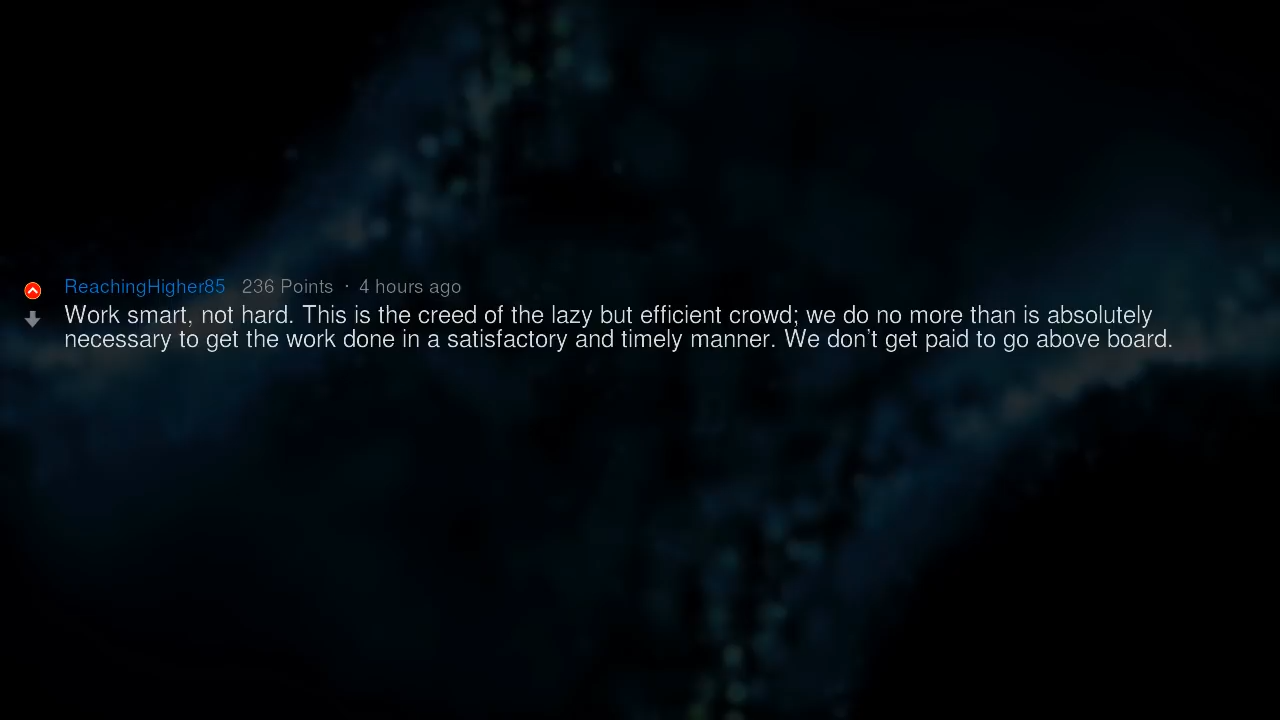 ReachingHigher85 236 Points · 4 hours ago
Work smart, not hard. This is the creed of the lazy but efficient crowd; we do no more than is absolutely
necessary to get the work done in a satisfactory and timely manner. We don't get paid to go above board.